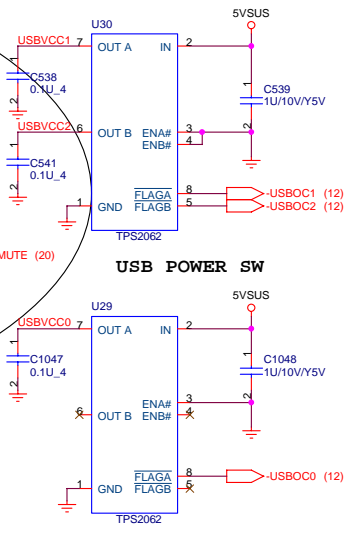 U30
5VSUS
USBVCC1 7 OUT A IN 2
1
C538
0.1U_4
2
1
C539
1U/10V/Y5V
2
USBVCC2 6 OUT B ENA# 3
ENB# 4
1
C541
0.1U_4
2
FLAGA 8 -USBOC1 (12)
1 GND FLAGB 5 -USBOC2 (12)
TPS2062
MUTE (20)
USB POWER SW
U29
5VSUS
USBVCC0 7 OUT A IN 2
1
C1047
0.1U_4
2
1
C1048
1U/10V/Y5V
2
ENA# 3
6 OUT B ENB# 4
FLAGA 8 -USBOC0 (12)
1 GND FLAGB 5
TPS2062